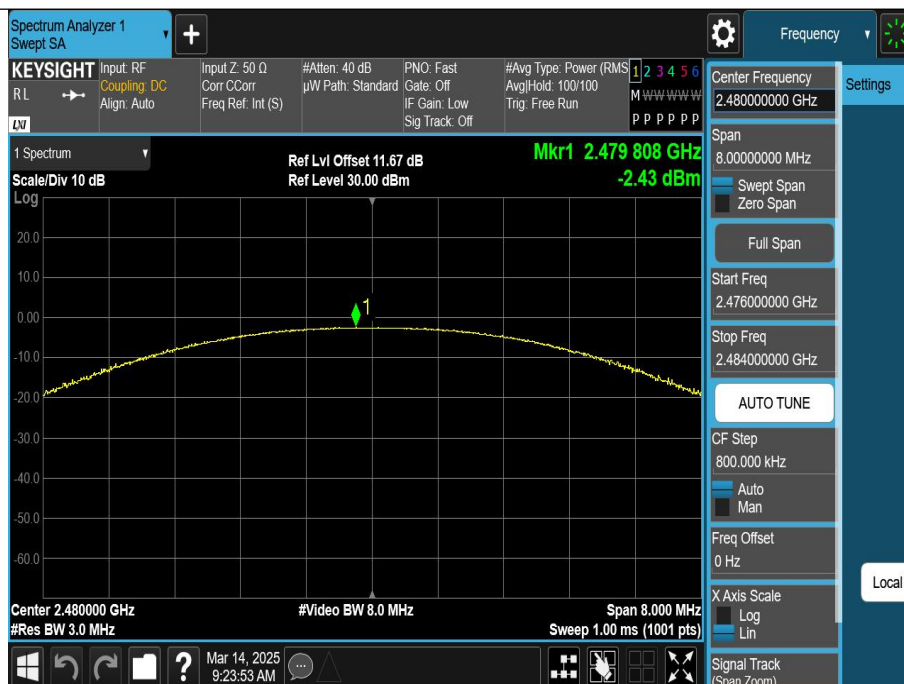 Spectrum Analyzer 1
Swept SA
Frequency
KEYSIGHT
R L
LXI
Input: RF
Coupling: DC
Align: Auto
Input Z: 50 Ω
Corr CCorr
Freq Ref: Int (S)
#Atten: 40 dB
µW Path: Standard
PNO: Fast
Gate: Off
IF Gain: Low
Sig Track: Off
#Avg Type: Power (RMS
Avg|Hold: 100/100
Trig: Free Run
1 2 3 4 5 6
M W W W W W
P P P P P P
Center Frequency
2.480000000 GHz
Settings
1 Spectrum
Scale/Div 10 dB
Ref Lvl Offset 11.67 dB
Ref Level 30.00 dBm
Mkr1 2.479 808 GHz
-2.43 dBm
Log
20.0
10.0
0.00
-10.0
-20.0
-30.0
-40.0
-50.0
-60.0
1
Span
8.00000000 MHz
Swept Span
Zero Span
Full Span
Start Freq
2.476000000 GHz
Stop Freq
2.484000000 GHz
AUTO TUNE
CF Step
800.000 kHz
Auto
Man
Freq Offset
0 Hz
X Axis Scale
Log
Lin
Signal Track
(Span Zoom)
Local
Center 2.480000 GHz
#Video BW 8.0 MHz
Span 8.000 MHz
#Res BW 3.0 MHz
Sweep 1.00 ms (1001 pts)
?
Mar 14, 2025
9:23:53 AM